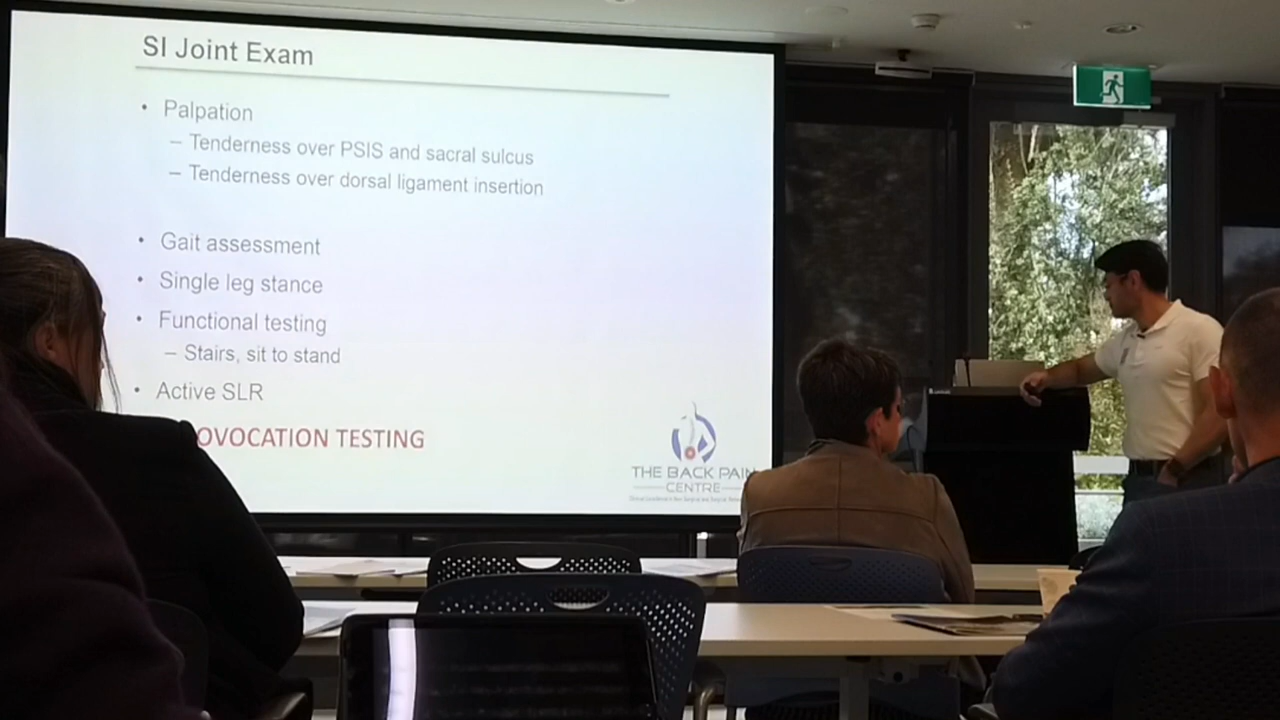 SI Joint Exam
• Palpation
– Tenderness over PSIS and sacral sulcus
– Tenderness over dorsal ligament insertion
• Gait assessment
• Single leg stance
• Functional testing
– Stairs, sit to stand
• Active SLR
OVOCATION TESTING
THE BACK PAIN
CENTRE